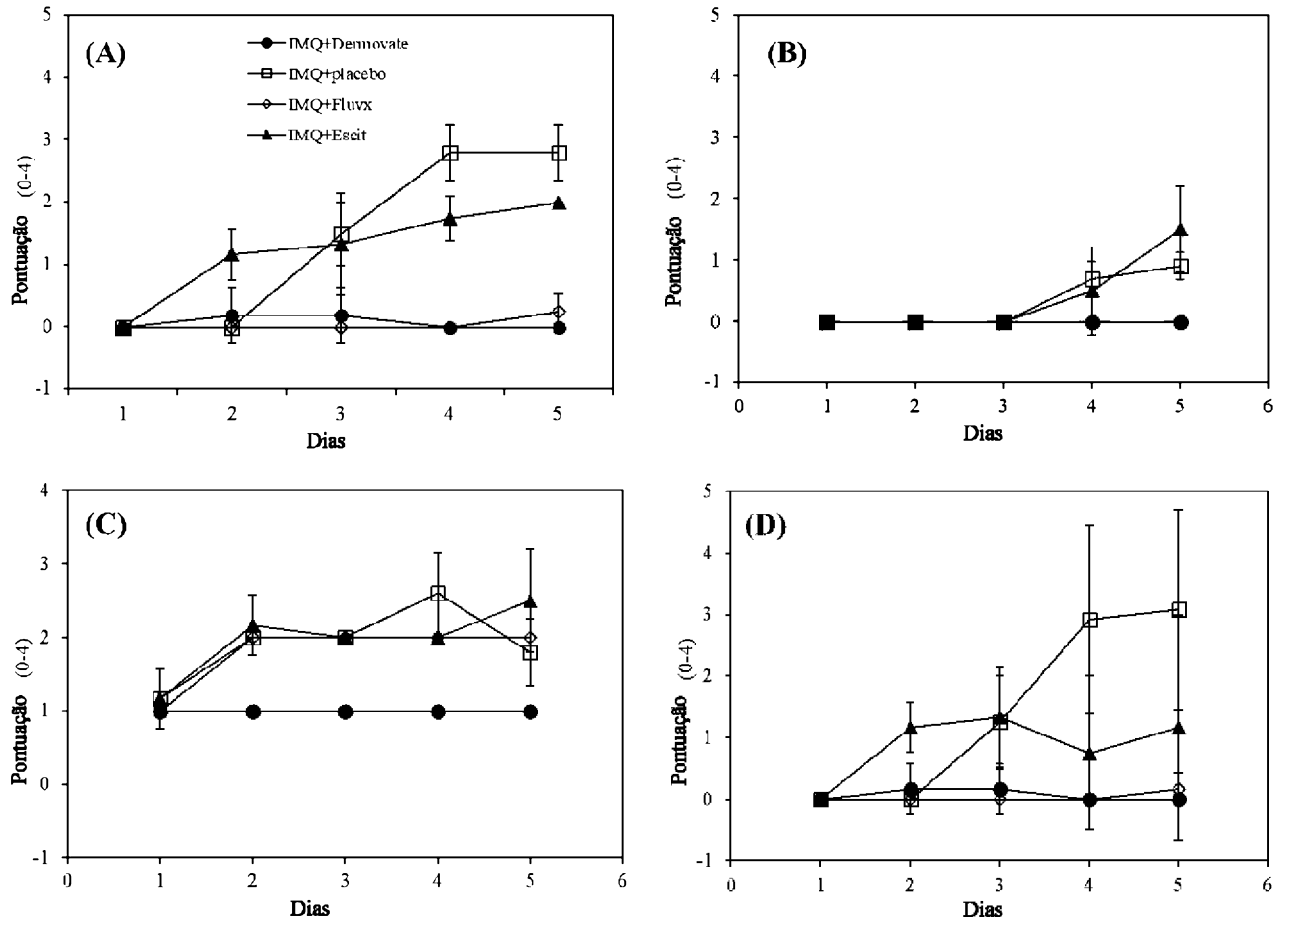 (A)
IMQ+Dermovate
IMQ+placebo
IMQ+Fluvx
IMQ+Escit
5
4
3
2
1
0
-1
Pontuação (0-4)
1 2 3 4 5
Dias
(B)
5
4
3
2
1
0
-1
Pontuação (0-4)
0 1 2 3 4 5 6
Dias
(C)
4
3
2
1
0
-1
Pontuação (0-4)
0 1 2 3 4 5 6
Dias
(D)
5
4
3
2
1
0
-1
Pontuação (0-4)
0 1 2 3 4 5 6
Dias